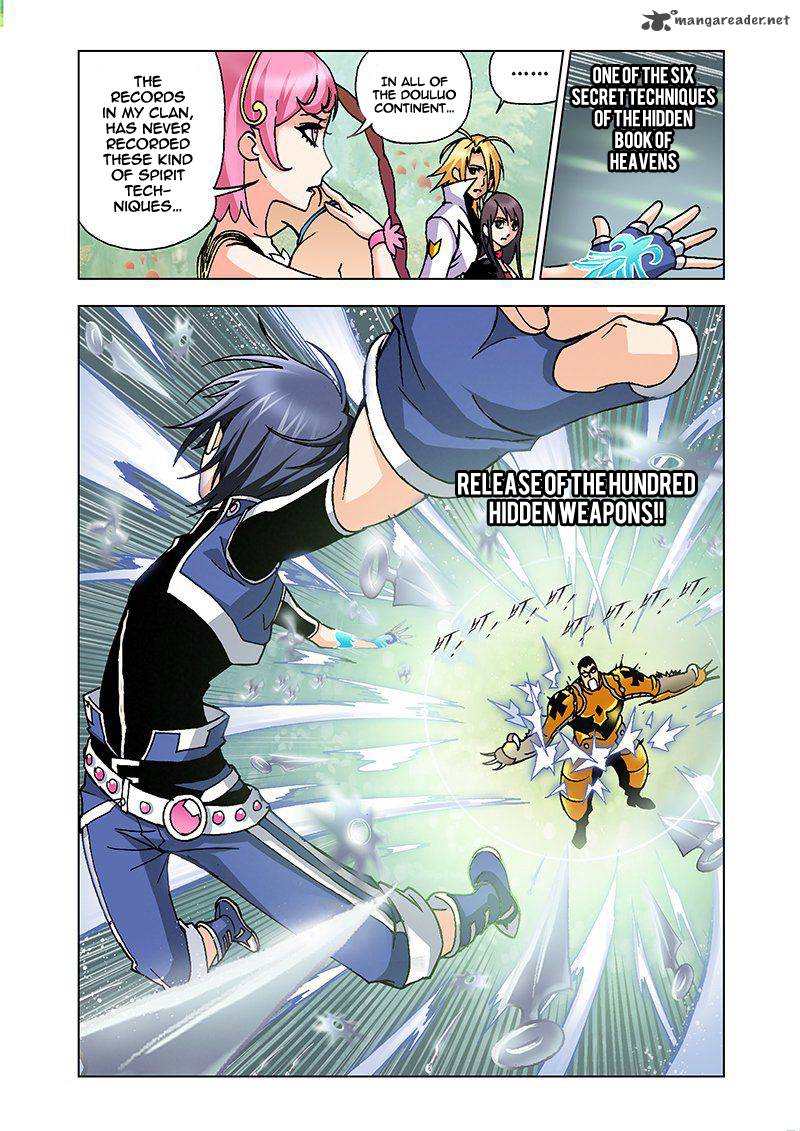 mangareader.net
THE
RECORDS
IN MY CLAN,
HAS NEVER
RECORDED
THESE KIND
OF SPIRIT
TECH-
NIQUES...
IN ALL OF
THE DOULUO
CONTINENT...
......
ONE OF THE SIX
SECRET TECHNIQUES
OF THE HIDDEN
BOOK OF
HEAVENS
RELEASE OF THE HUNDRED
HIDDEN WEAPONS!!